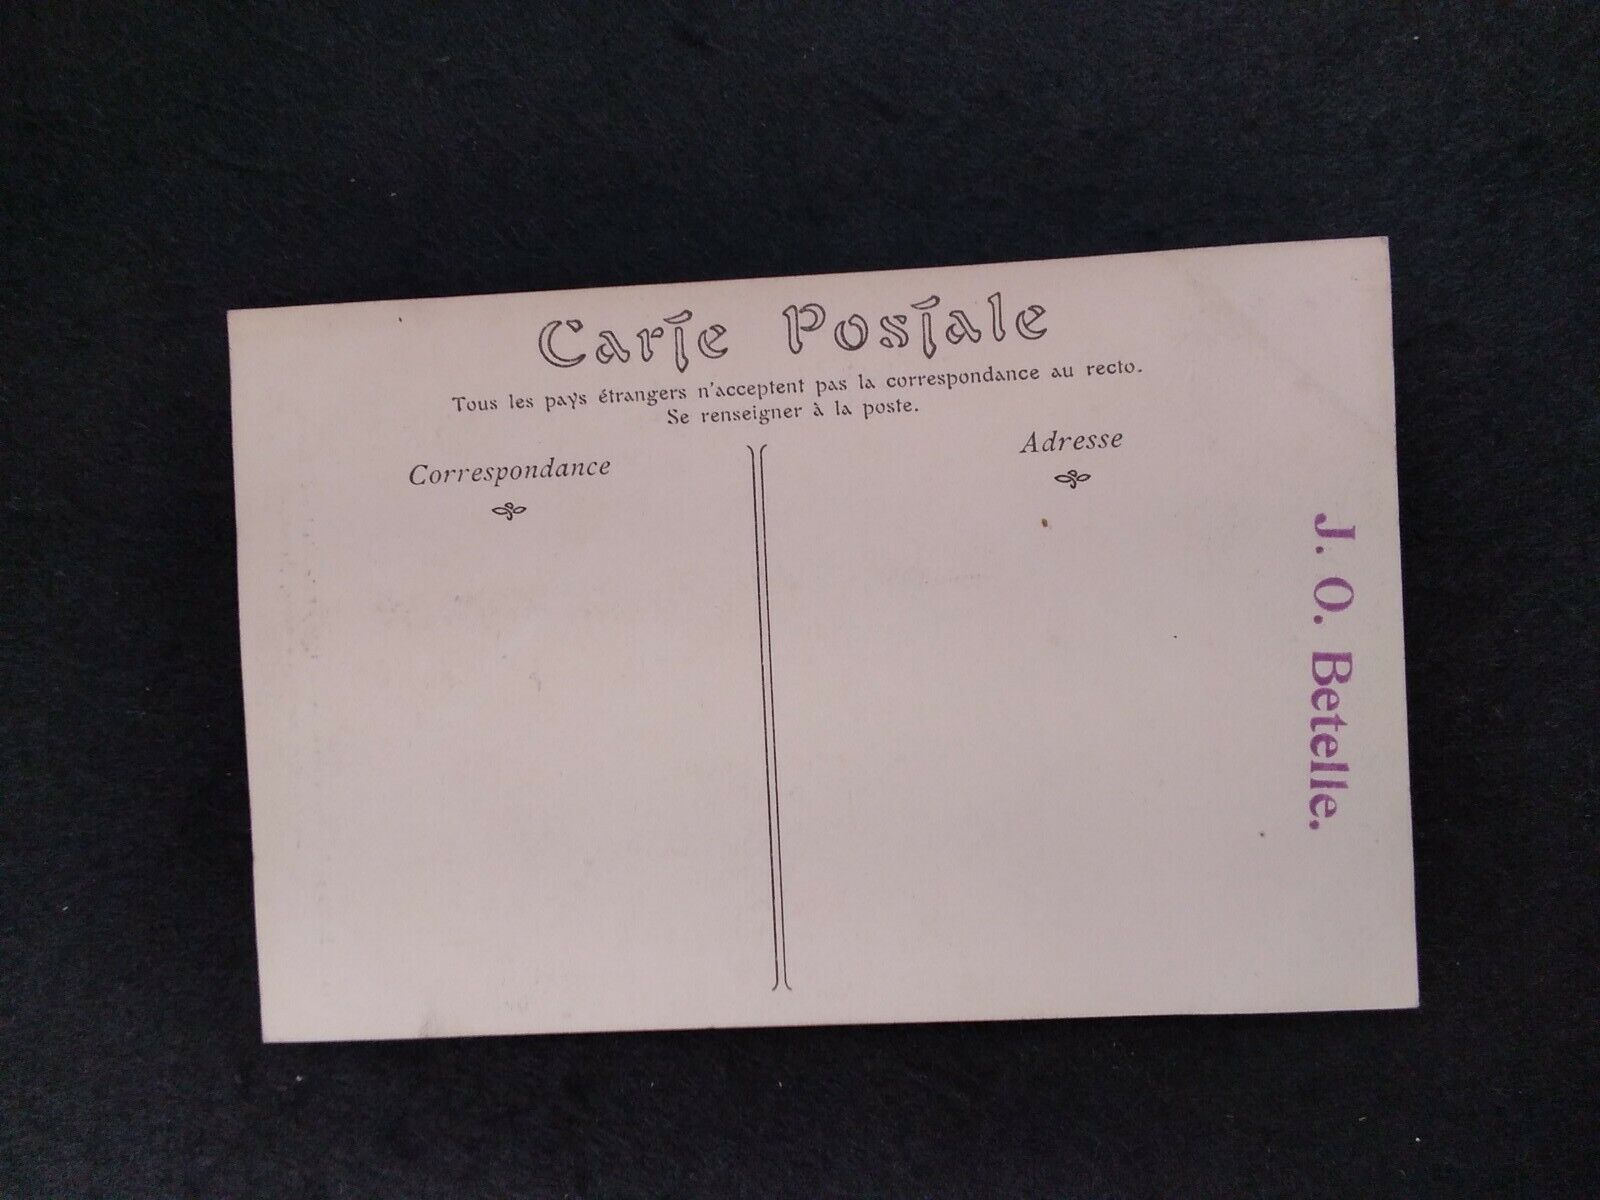 Carte Postale
Tous les pays étrangers n'acceptent pas la correspondance au recto.
Se renseigner à la poste.
Correspondance
Adresse
J. O. Betelle.